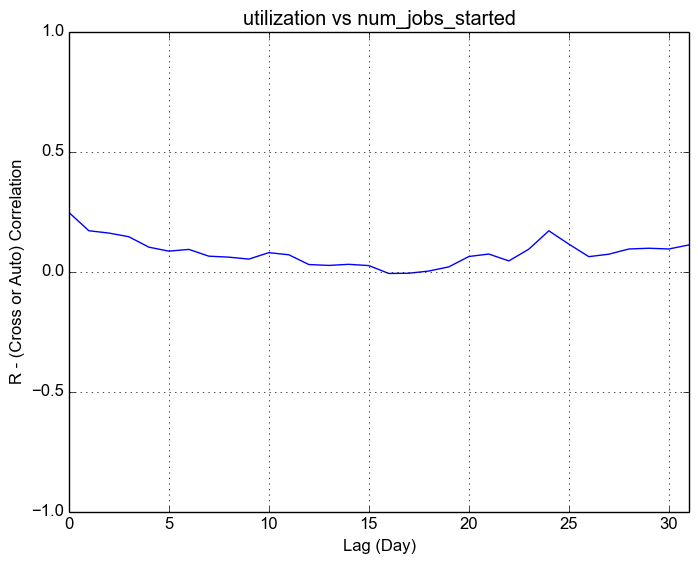 utilization vs num_jobs_started
1.0
0.5
0.0
−0.5
−1.0
R - (Cross or Auto) Correlation
0 5 10 15 20 25 30
Lag (Day)